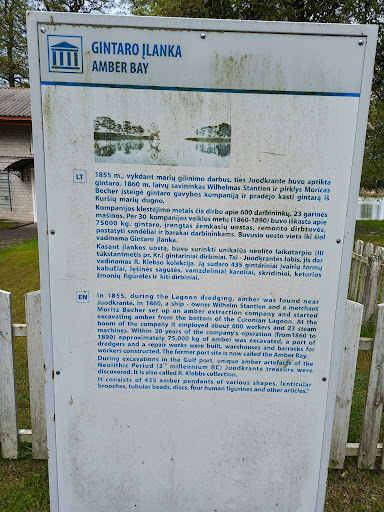 GINTARO ĮLANKA
AMBER BAY
LT
1855 m., vykdant marių gilinimo darbus, ties Juodkrante buvo aptikta
gintaro. 1860 m. laivų savininkas Wilhelmas Stantien ir pirklys Moricas
Becher įsteigė gintaro gavybos kompaniją ir pradėjo kasti gintarą iš
Kuršių marių dugno.
Kompanijos klestėjimo metais čia dirbo apie 600 darbininkų, 23 garinės
mašinos. Per 30 kompanijos veiklos metų (1860-1890) buvo iškasta apie
75000 kg. gintaro, įrengtas žemkasių uostas, remonto dirbtuvės,
pastatyti sandėliai ir barakai darbininkams. Buvusio uosto vieta iki šiol
vadinama Gintaro įlanka.
Kasant įlankos uostą, buvo surinkti unikalūs neolito laikotarpio (III
tūkstantmetis pr. Kr.) gintariniai dirbiniai. Tai - Juodkrantės lobis, jis dar
vadinamas R. Klebso kolekcija. Ją sudaro 435 gintariniai įvairių formų
kabučiai, lęšinės sagutės, vamzdeliniai karoliai, skridiniai, keturios
žmonių figurėlės ir kiti dirbiniai.
EN
In 1855, during the Lagoon dredging, amber was found near
Juodkrantė. In 1860, a ship - owner Wilhelm Stantien and a merchant
Moritz Becher set up an amber extraction company and started
excavating amber from the bottom of the Curonian Lagoon. At the
boom of the company it employed about 600 workers and 23 steam
machines. Within 30 years of the company's operation (from1860 to
1890) approximately 75,000 kg of amber was excavated, a port of
dredgers and a repair works were built, warehouses and barracks for
workers constructed. The former port site is now called the Amber Bay.
During excavations in the Gulf port, unique amber artefacts of the
Neolithic Period (3rd millennium BC) Juodkrantė treasure were
discovered. It is also called R. Klebbs collection.
It consists of 435 amber pendants of various shapes, lenticular
brooches, tubular beads, discs, four human figurines and other articles."